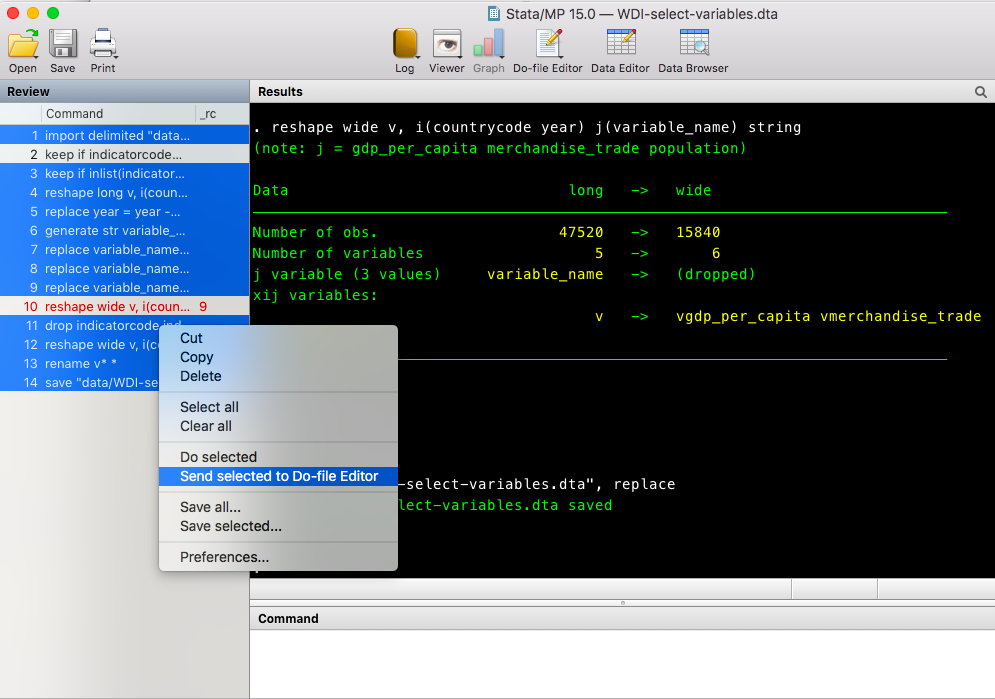 Stata/MP 15.0 — WDI-select-variables.dta
Open Save Print Log Viewer Graph Do-file Editor Data Editor Data Browser
Review
Command _rc
1 import delimited "data...
2 keep if indicatorcode...
3 keep if inlist(indicator...
4 reshape long v, i(coun...
5 replace year = year -...
6 generate str variable_...
7 replace variable_name...
8 replace variable_name...
9 replace variable_name...
10 reshape wide v, i(coun... 9
11 drop indicatorcode ind
12 reshape wide v, i(co
13 rename v* *
14 save "data/WDI-se
Cut
Copy
Delete
Select all
Clear all
Do selected
Send selected to Do-file Editor
Save all...
Save selected...
Preferences...
Results
. reshape wide v, i(countrycode year) j(variable_name) string
(note: j = gdp_per_capita merchandise_trade population)
Data long -> wide
Number of obs. 47520 -> 15840
Number of variables 5 -> 6
j variable (3 values) variable_name -> (dropped)
xij variables:
v -> vgdp_per_capita vmerchandise_trade
-select-variables.dta", replace
lect-variables.dta saved
.
Command